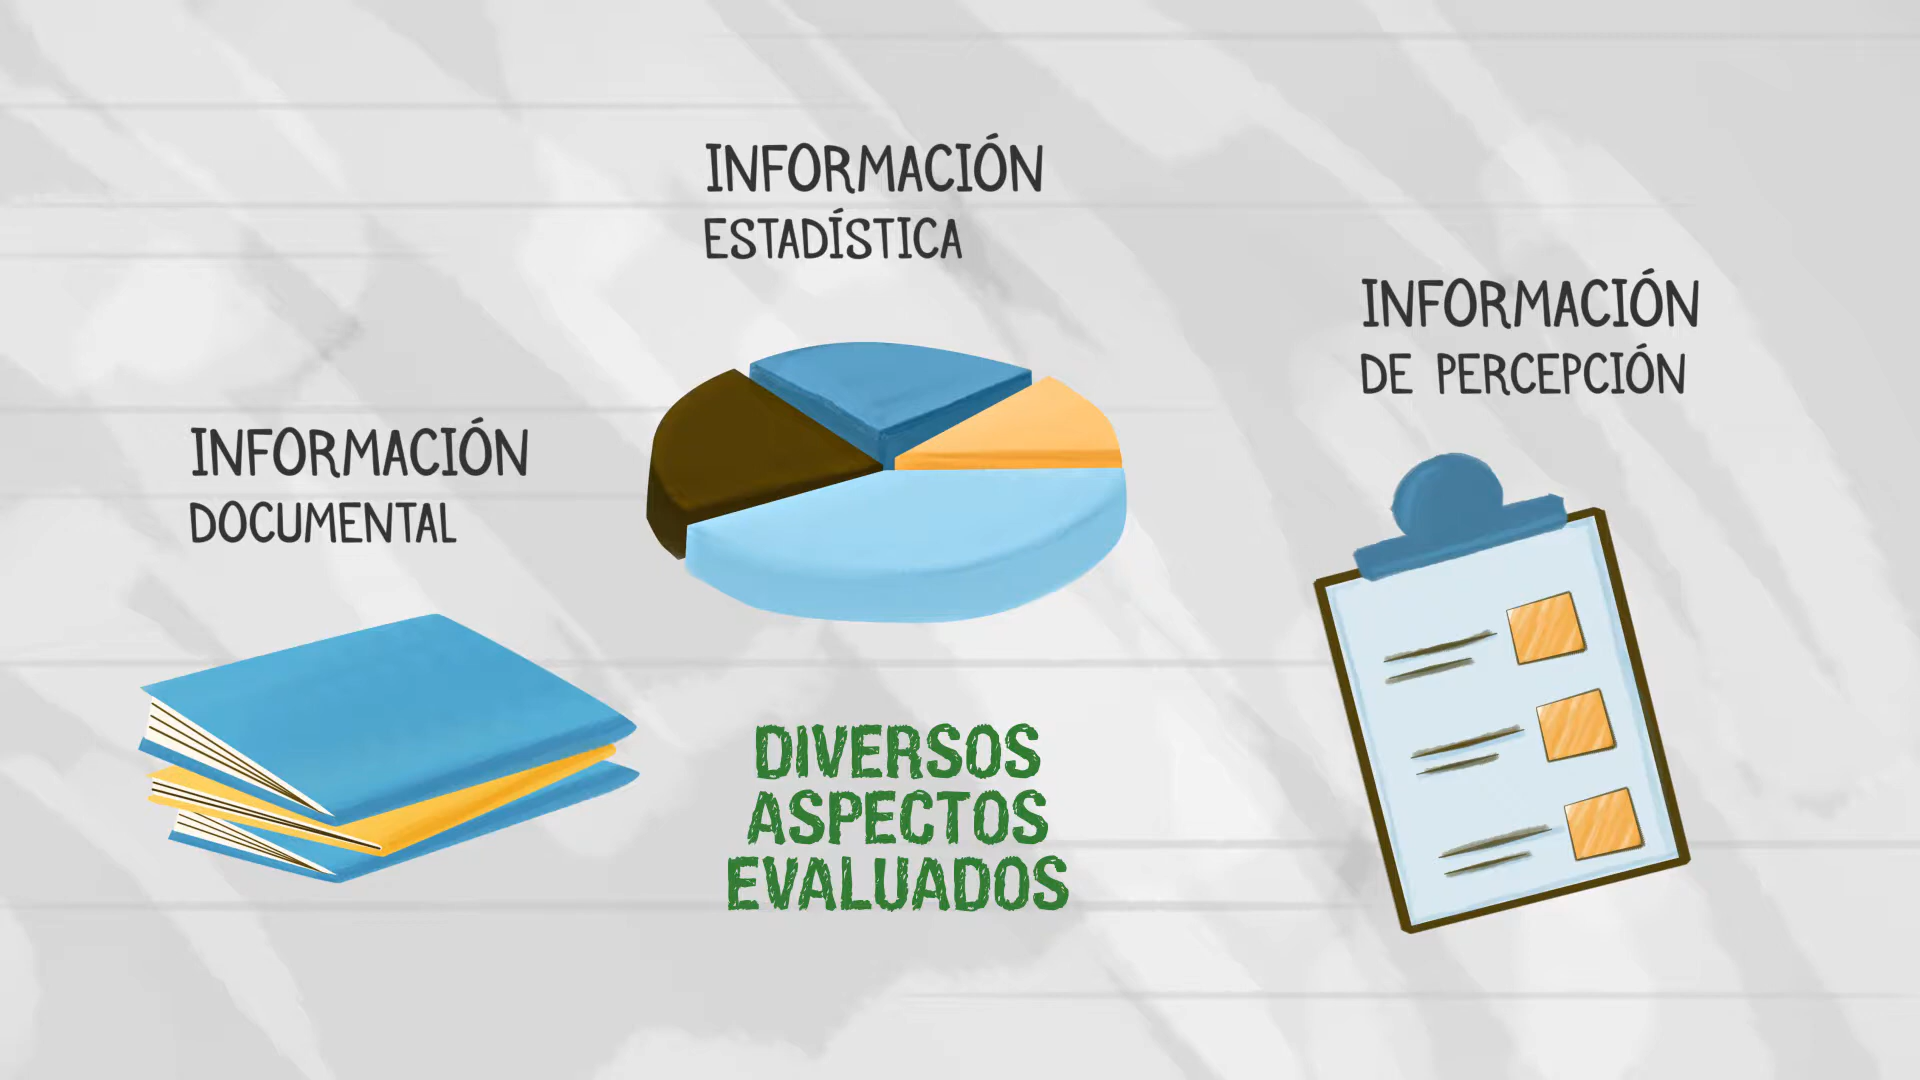 INFORMACIÓN
DOCUMENTAL
INFORMACIÓN
ESTADÍSTICA
INFORMACIÓN
DE PERCEPCIÓN
DIVERSOS
ASPECTOS
EVALUADOS